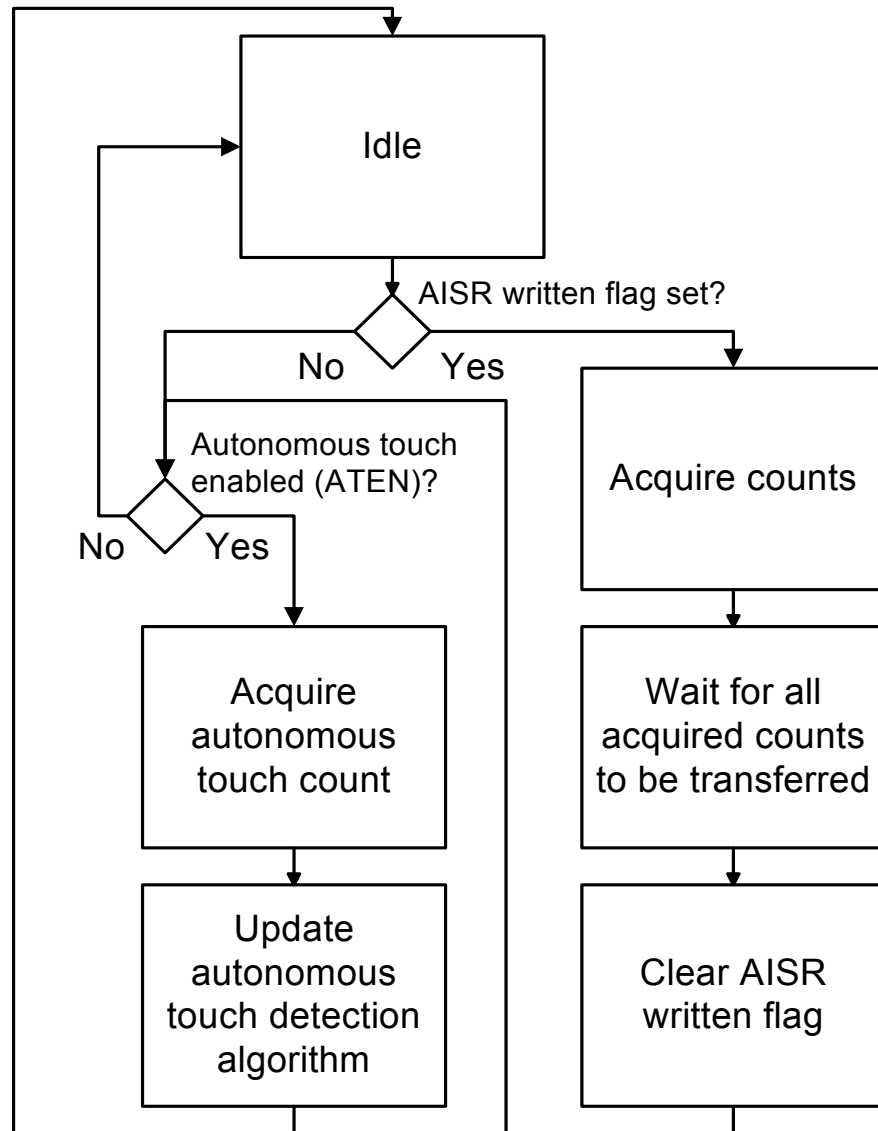 Idle
AISR written flag set?
No
Yes
Autonomous touch
enabled (ATEN)?
No
Yes
Acquire counts
Acquire
autonomous
touch count
Wait for all
acquired counts
to be transferred
Update
autonomous
touch detection
algorithm
Clear AISR
written flag